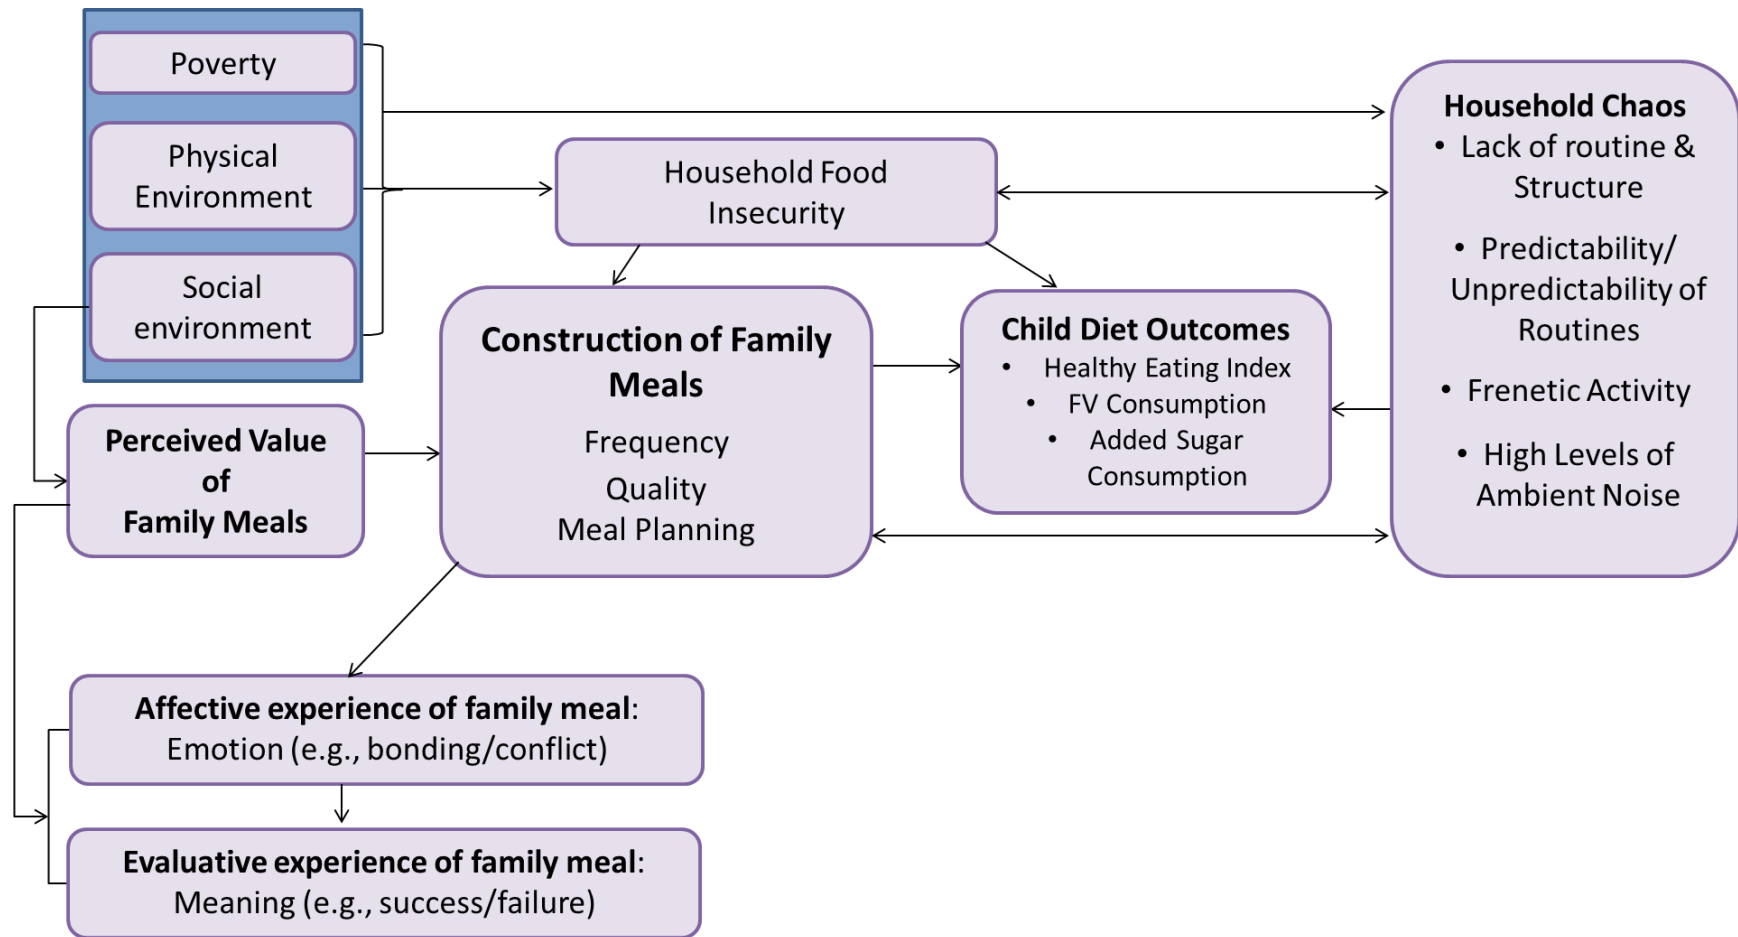 Poverty
Physical
Environment
Social
environment
Perceived Value
of
Family Meals
Household Food
Insecurity
Construction of Family
Meals
Frequency
Quality
Meal Planning
Child Diet Outcomes
• Healthy Eating Index
• FV Consumption
• Added Sugar
Consumption
Household Chaos
• Lack of routine &
Structure
• Predictability/
Unpredictability of
Routines
• Frenetic Activity
• High Levels of
Ambient Noise
Affective experience of family meal:
Emotion (e.g., bonding/conflict)
Evaluative experience of family meal:
Meaning (e.g., success/failure)